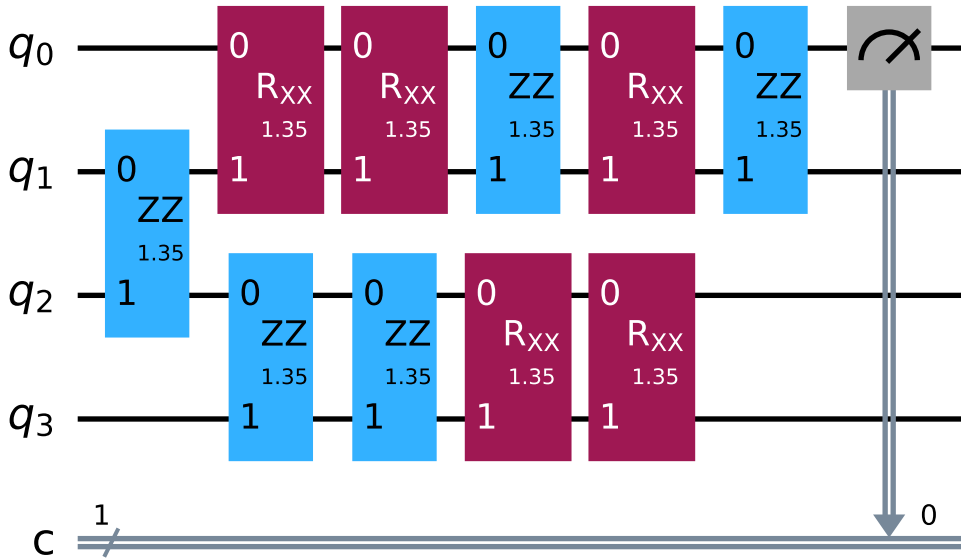 q0 0 0 0 0 0
RXX RXX ZZ RXX ZZ
1.35 1.35 1.35 1.35 1.35
q1 0 1 1 1 1 1
ZZ
1.35
q2 1 0 0 0 0
ZZ ZZ RXX RXX
1.35 1.35 1.35 1.35
q3 1 1 1 1
1 0
c